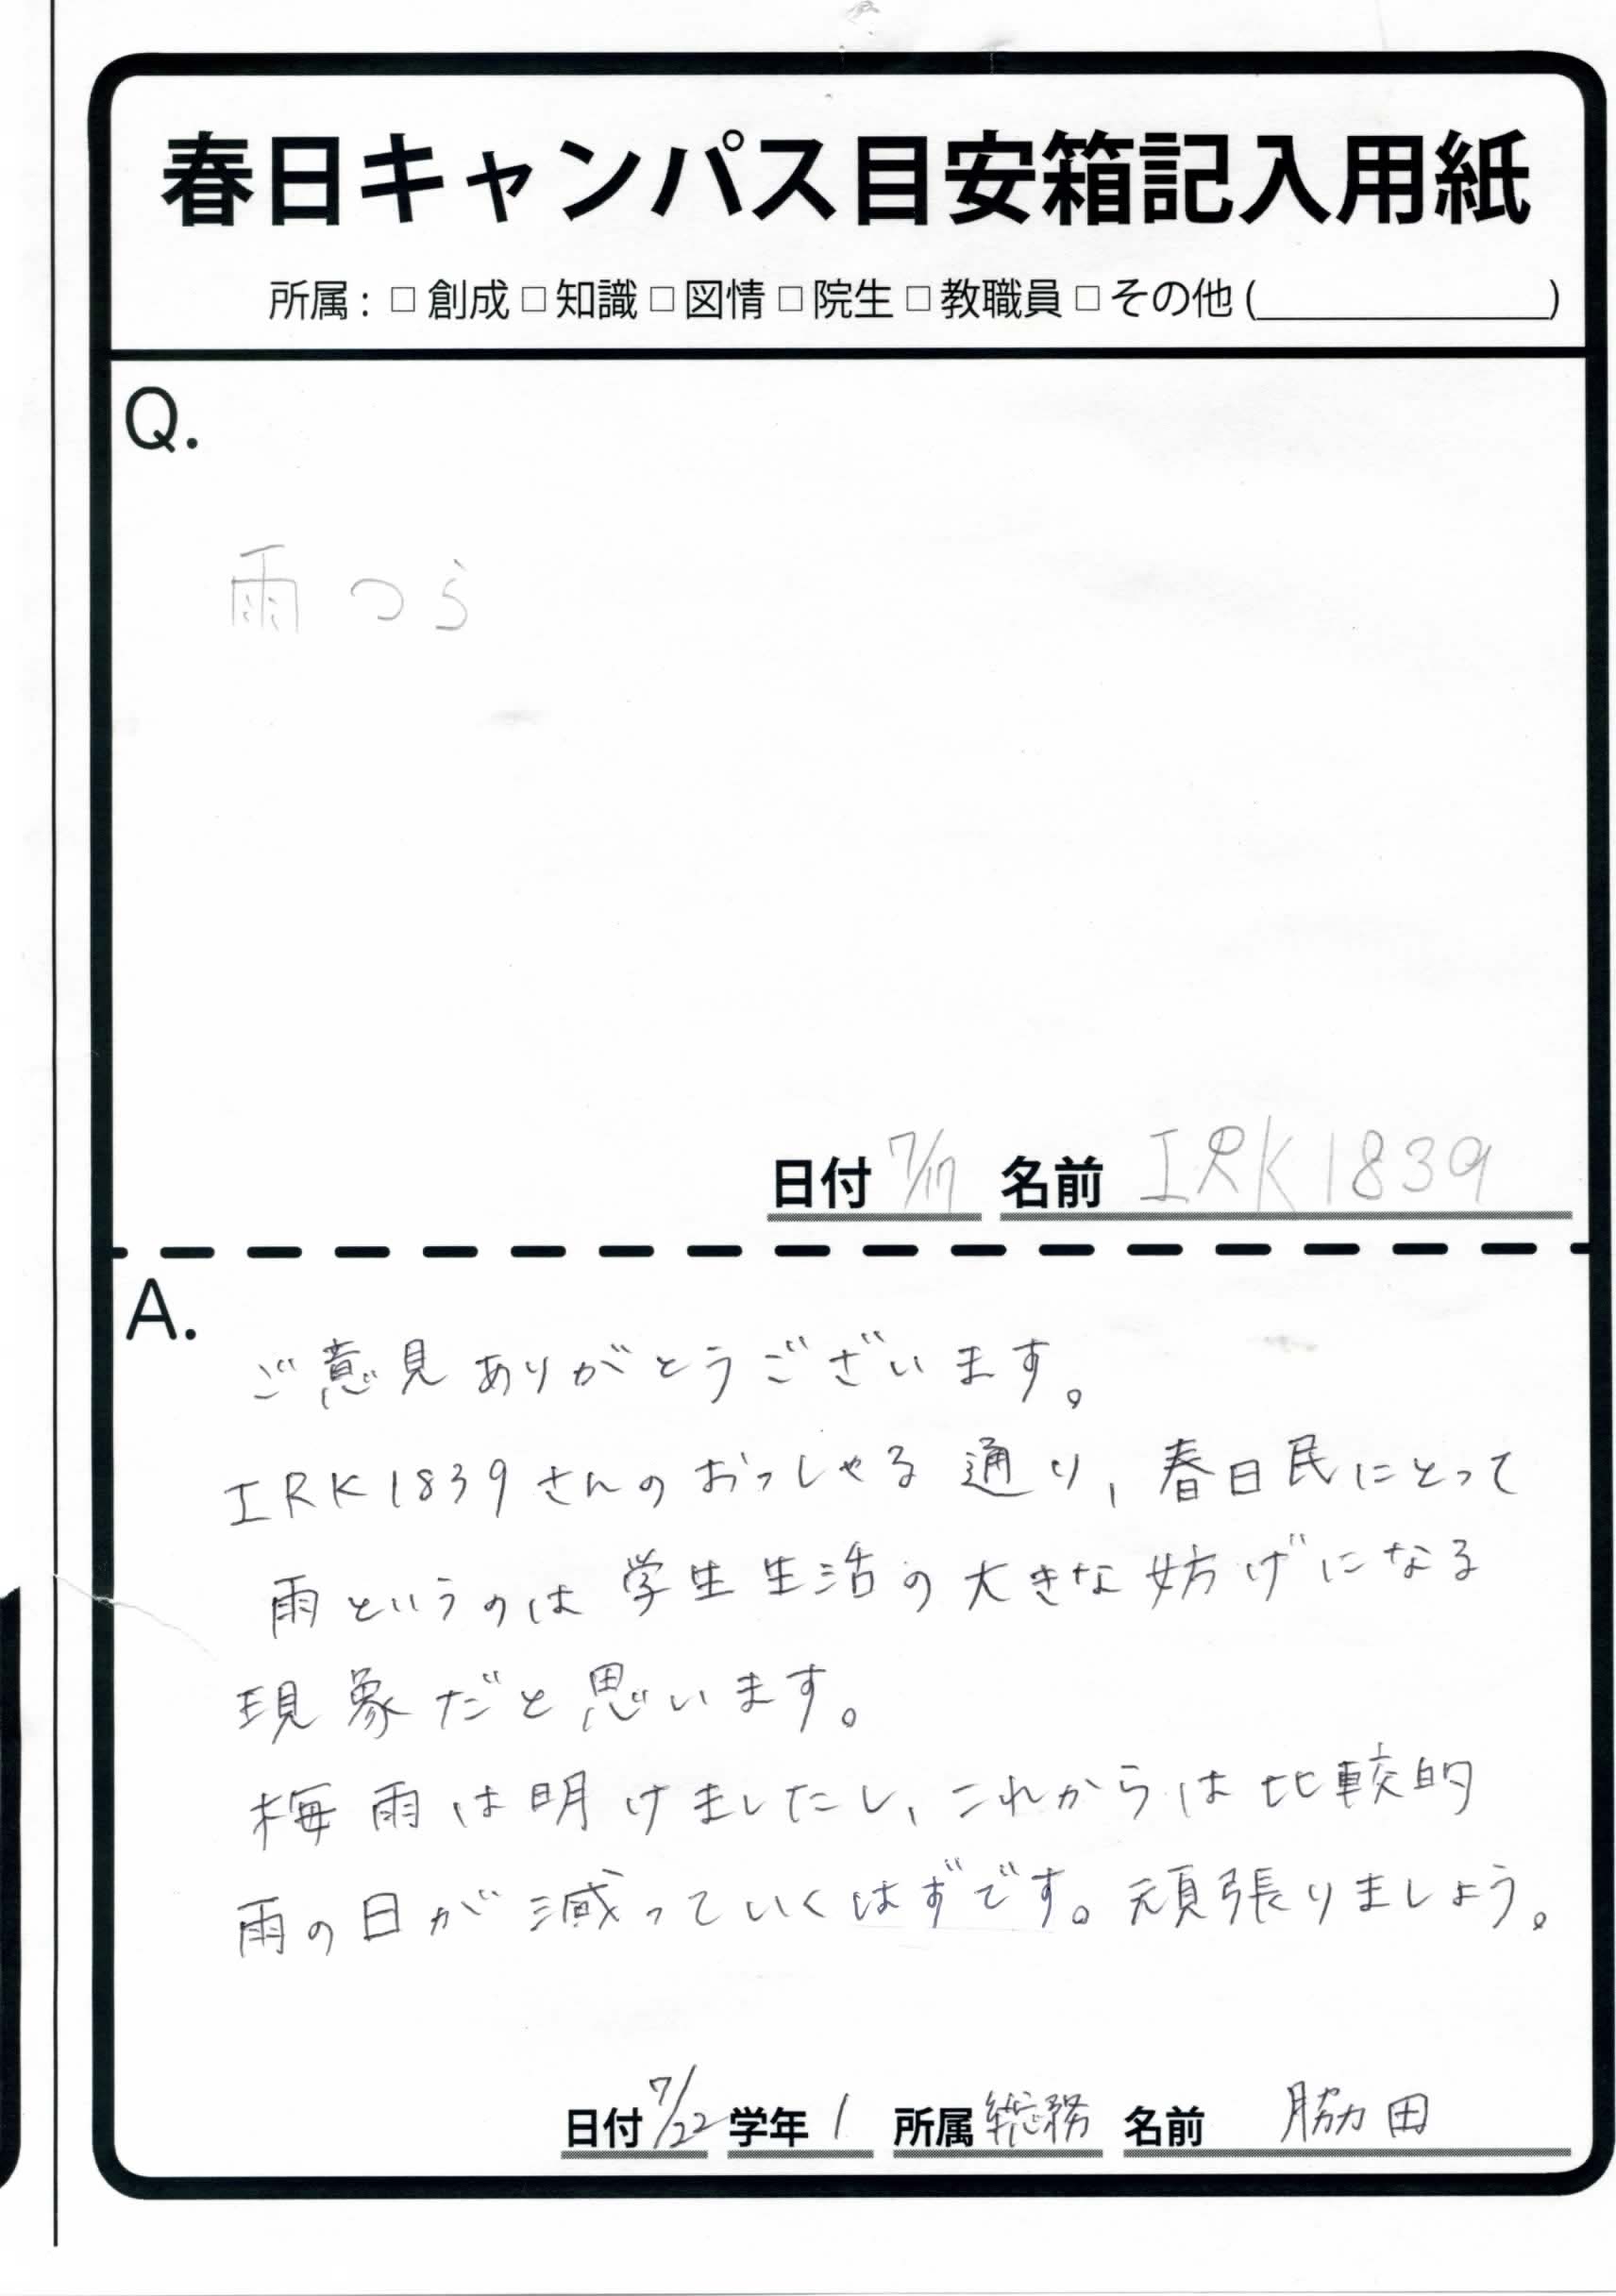 春日キャンパス目安箱記入用紙
所属：□ 創成 □ 知識 □ 図情 □ 院生 □ 教職員 □ その他 (　　　　　　)
Q.
雨 つら
日付 7/17 名前 IRK1839
A.
ご意見ありがとうございます。
IRK1839さんのおっしゃる通り，春日民にとって
雨というのは学生生活の大きな妨げになる
現象だと思います。
梅雨は明けましたし，これからは比較的
雨の日が減っていくはずです。頑張りましょう。
日付 7/22 学年 1 所属 総務 名前 脇田